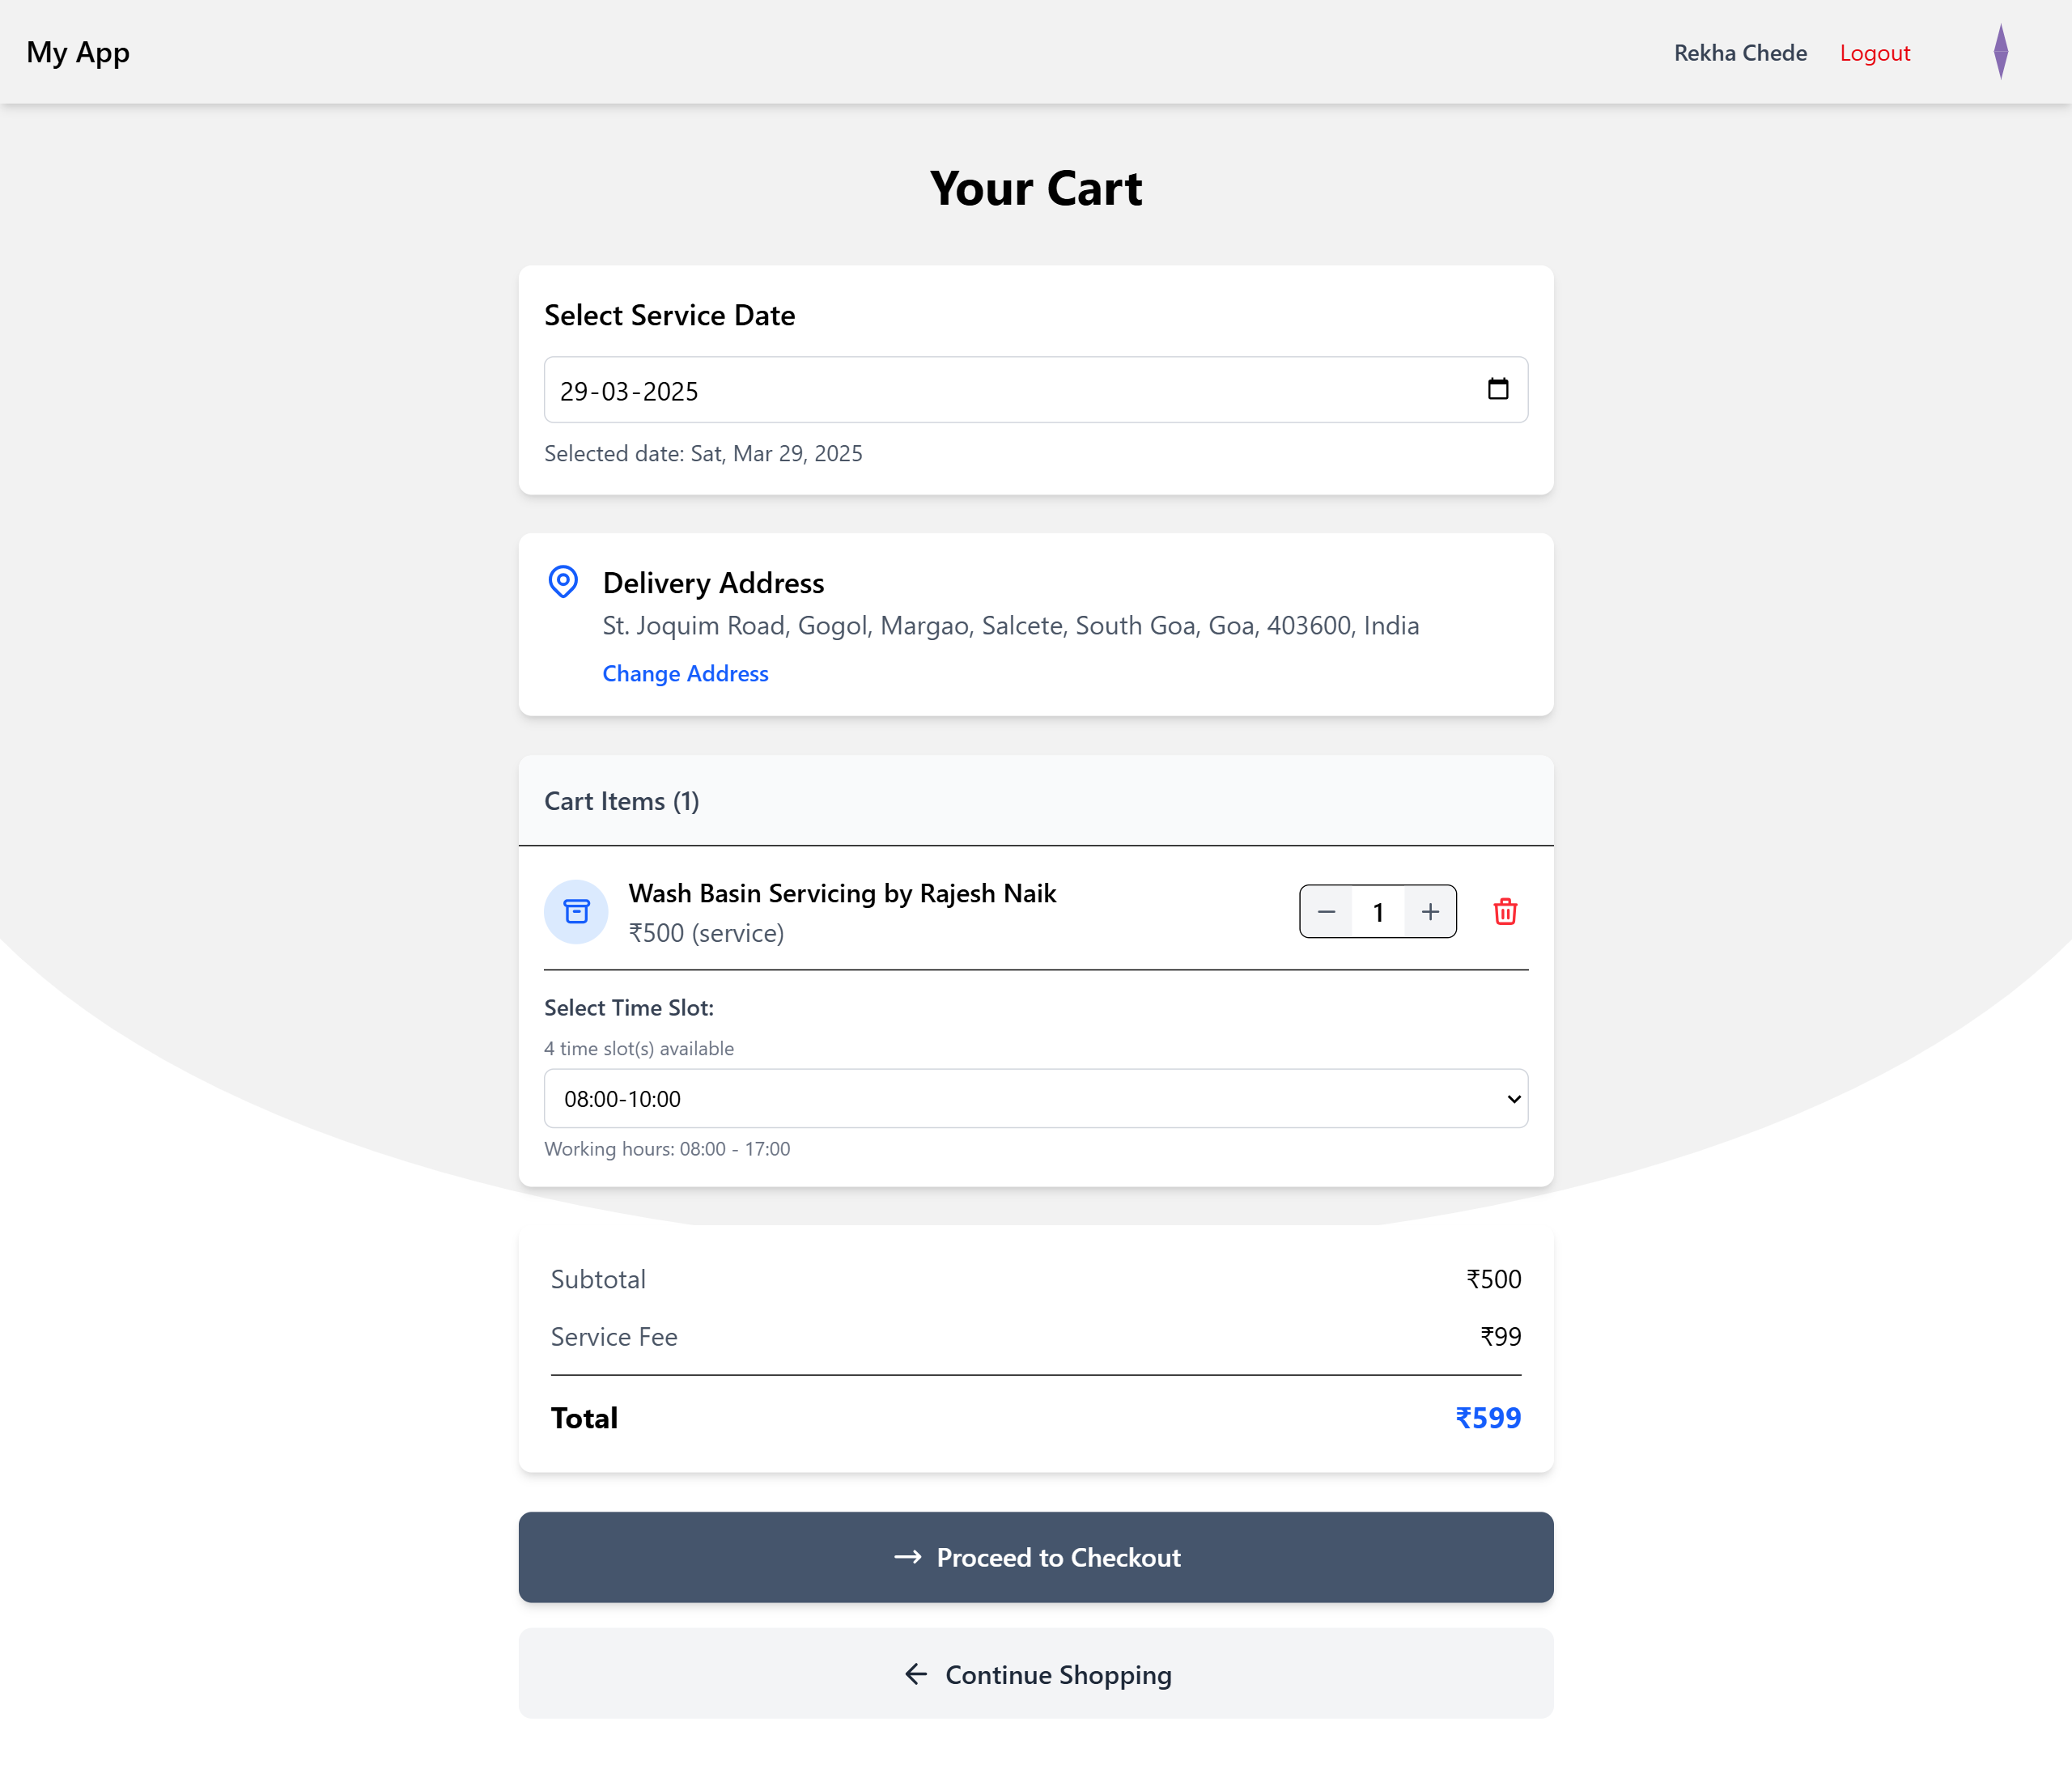 My App
Rekha Chede
Logout
Your Cart
Select Service Date
29-03-2025
Selected date: Sat, Mar 29, 2025
Delivery Address
St. Joquim Road, Gogol, Margao, Salcete, South Goa, Goa, 403600, India
Change Address
Cart Items (1)
Wash Basin Servicing by Rajesh Naik
₹500 (service)
1
Select Time Slot:
4 time slot(s) available
08:00-10:00
Working hours: 08:00 - 17:00
Subtotal ₹500
Service Fee ₹99
Total ₹599
Proceed to Checkout
Continue Shopping